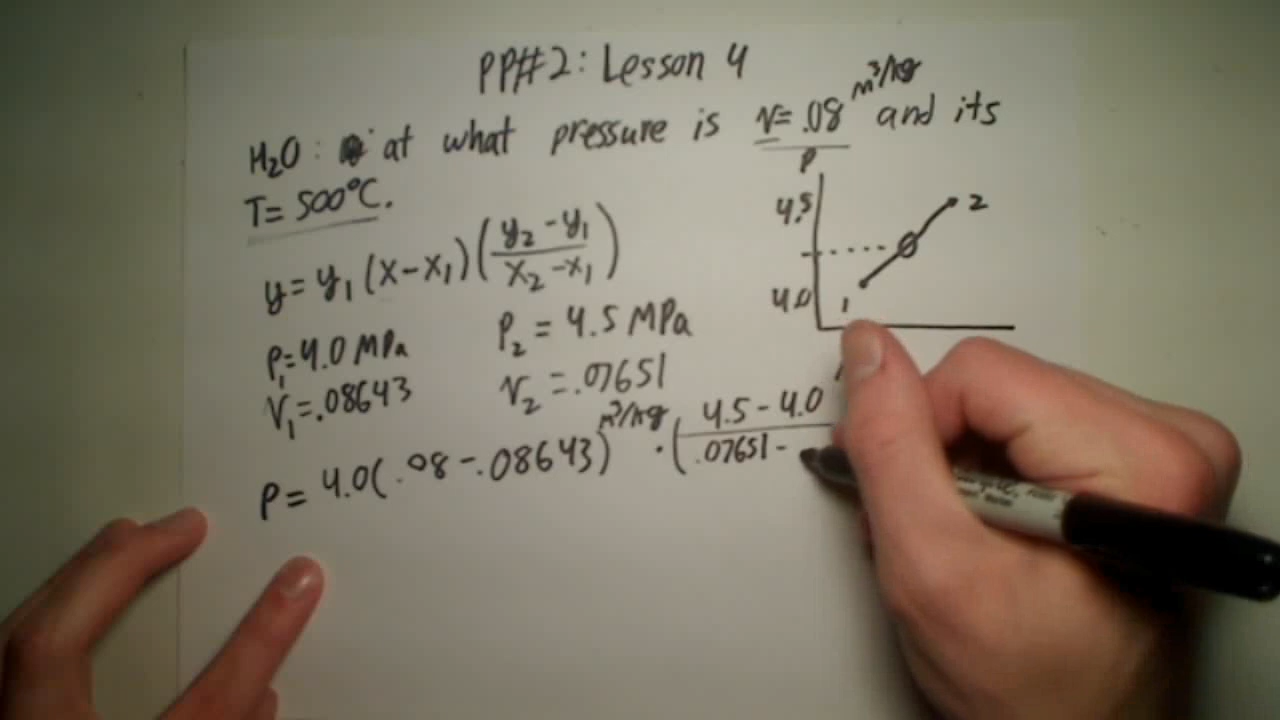 PP#2: Lesson 4
H₂O: at what pressure is v=.08 m³/kg and its
T= 500°C.
y = y₁ (x-x₁) ( y₂ - y₁ / x₂ - x₁ )
P
4.5
4.0
1
2
P₁=4.0 MPa
P₂ = 4.5 MPa
v₁=.08643
v₂ = .07651
P= 4.0(.08-.08643) m³/kg · ( 4.5 - 4.0 / .07651 -